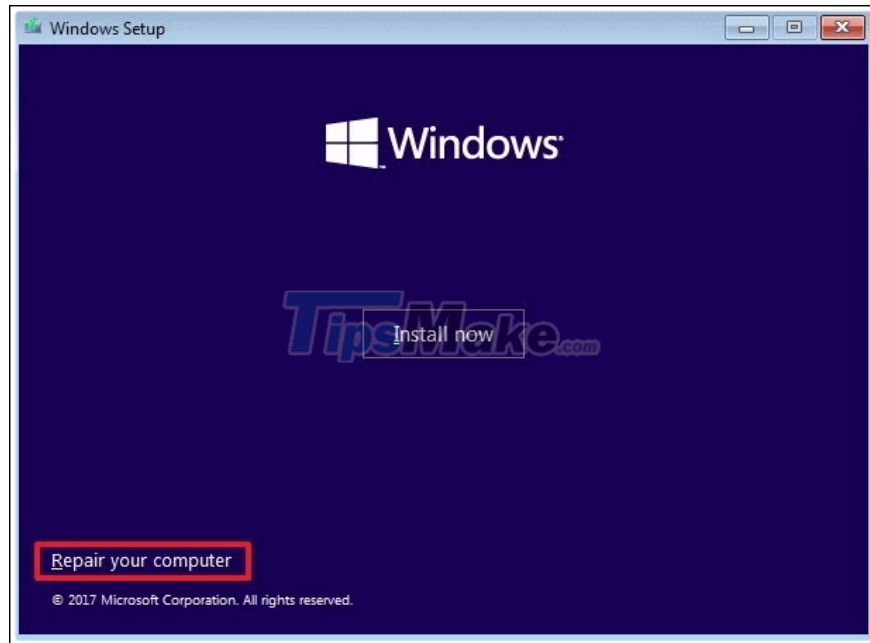 Windows Setup
Windows
TipsMake.com
Install now
Repair your computer
© 2017 Microsoft Corporation. All rights reserved.